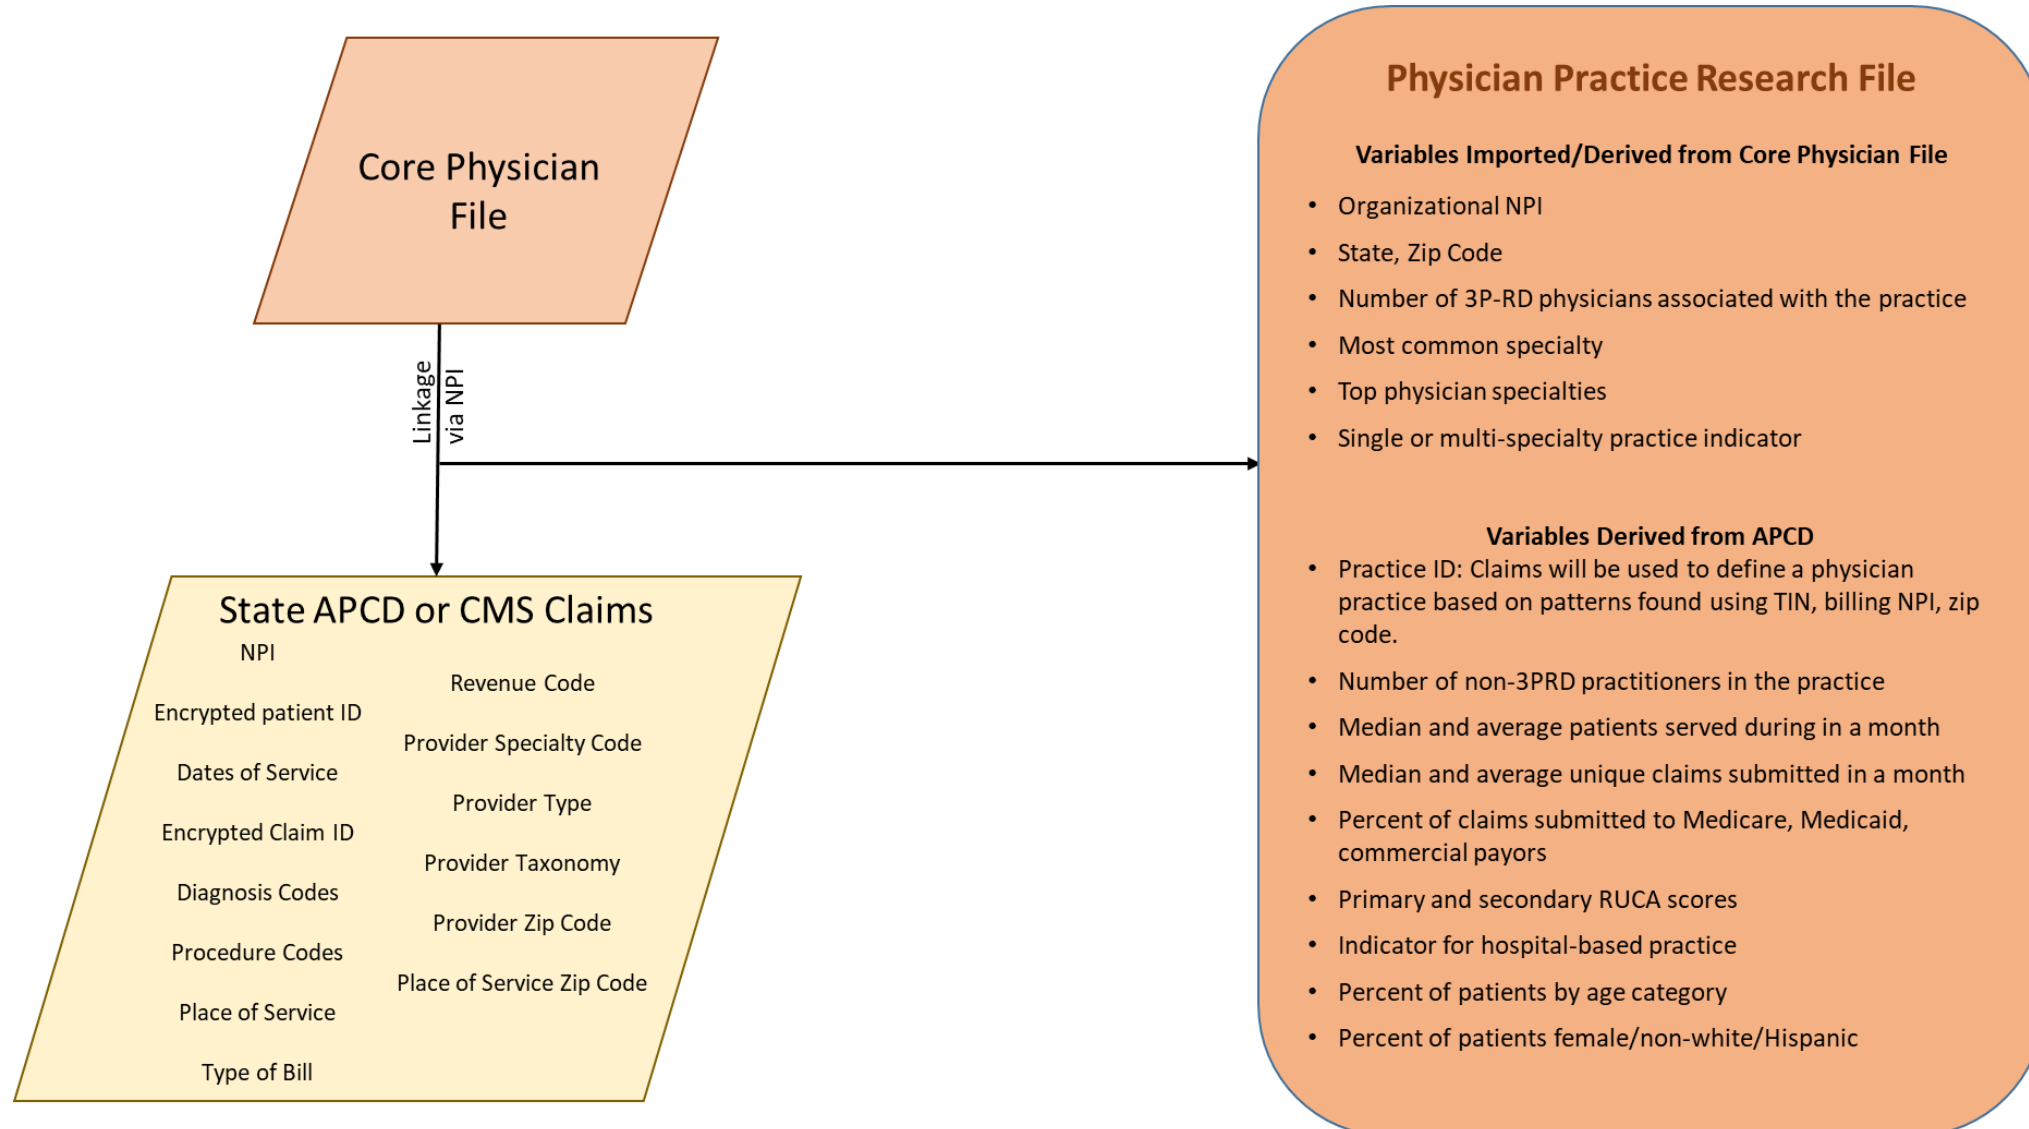 Core Physician
File
Linkage
via NPI
State APCD or CMS Claims
NPI
Encrypted patient ID
Dates of Service
Encrypted Claim ID
Diagnosis Codes
Procedure Codes
Place of Service
Type of Bill
Revenue Code
Provider Specialty Code
Provider Type
Provider Taxonomy
Provider Zip Code
Place of Service Zip Code
Physician Practice Research File
Variables Imported/Derived from Core Physician File
• Organizational NPI
• State, Zip Code
• Number of 3P-RD physicians associated with the practice
• Most common specialty
• Top physician specialties
• Single or multi-specialty practice indicator
Variables Derived from APCD
• Practice ID: Claims will be used to define a physician
practice based on patterns found using TIN, billing NPI, zip
code.
• Number of non-3PRD practitioners in the practice
• Median and average patients served during in a month
• Median and average unique claims submitted in a month
• Percent of claims submitted to Medicare, Medicaid,
commercial payors
• Primary and secondary RUCA scores
• Indicator for hospital-based practice
• Percent of patients by age category
• Percent of patients female/non-white/Hispanic